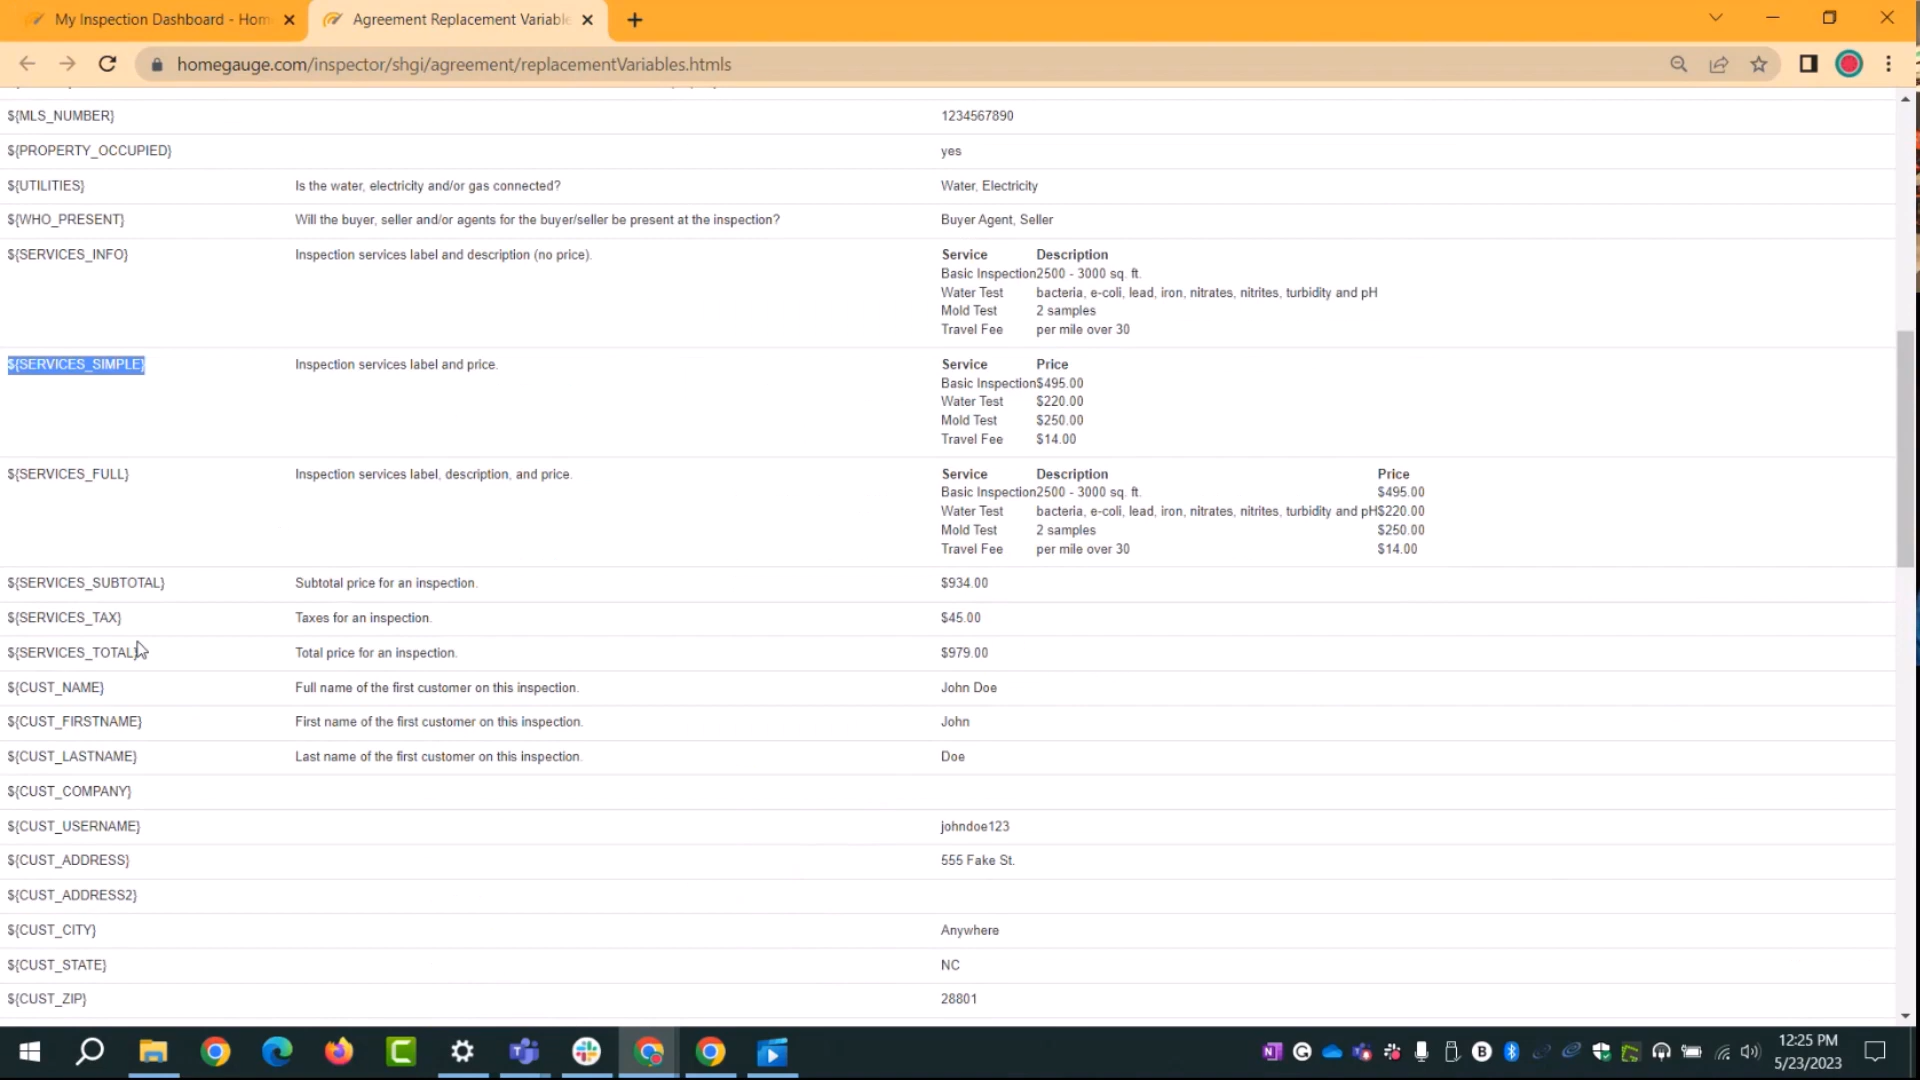 My Inspection Dashboard - Hom
Agreement Replacement Variabl
homegauge.com/inspector/shgi/agreement/replacementVariables.htmls
${MLS_NUMBER} 1234567890
${PROPERTY_OCCUPIED} yes
${UTILITIES} Is the water, electricity and/or gas connected? Water, Electricity
${WHO_PRESENT} Will the buyer, seller and/or agents for the buyer/seller be present at the inspection? Buyer Agent, Seller
${SERVICES_INFO} Inspection services label and description (no price). Service Description
Basic Inspection 2500 - 3000 sq. ft.
Water Test bacteria, e-coli, lead, iron, nitrates, nitrites, turbidity and pH
Mold Test 2 samples
Travel Fee per mile over 30
${SERVICES_SIMPLE} Inspection services label and price. Service Price
Basic Inspection $495.00
Water Test $220.00
Mold Test $250.00
Travel Fee $14.00
${SERVICES_FULL} Inspection services label, description, and price. Service Description Price
Basic Inspection 2500 - 3000 sq. ft. $495.00
Water Test bacteria, e-coli, lead, iron, nitrates, nitrites, turbidity and pH $220.00
Mold Test 2 samples $250.00
Travel Fee per mile over 30 $14.00
${SERVICES_SUBTOTAL} Subtotal price for an inspection. $934.00
${SERVICES_TAX} Taxes for an inspection. $45.00
${SERVICES_TOTAL} Total price for an inspection. $979.00
${CUST_NAME} Full name of the first customer on this inspection. John Doe
${CUST_FIRSTNAME} First name of the first customer on this inspection. John
${CUST_LASTNAME} Last name of the first customer on this inspection. Doe
${CUST_COMPANY}
${CUST_USERNAME} johndoe123
${CUST_ADDRESS} 555 Fake St.
${CUST_ADDRESS2}
${CUST_CITY} Anywhere
${CUST_STATE} NC
${CUST_ZIP} 28801
12:25 PM
5/23/2023